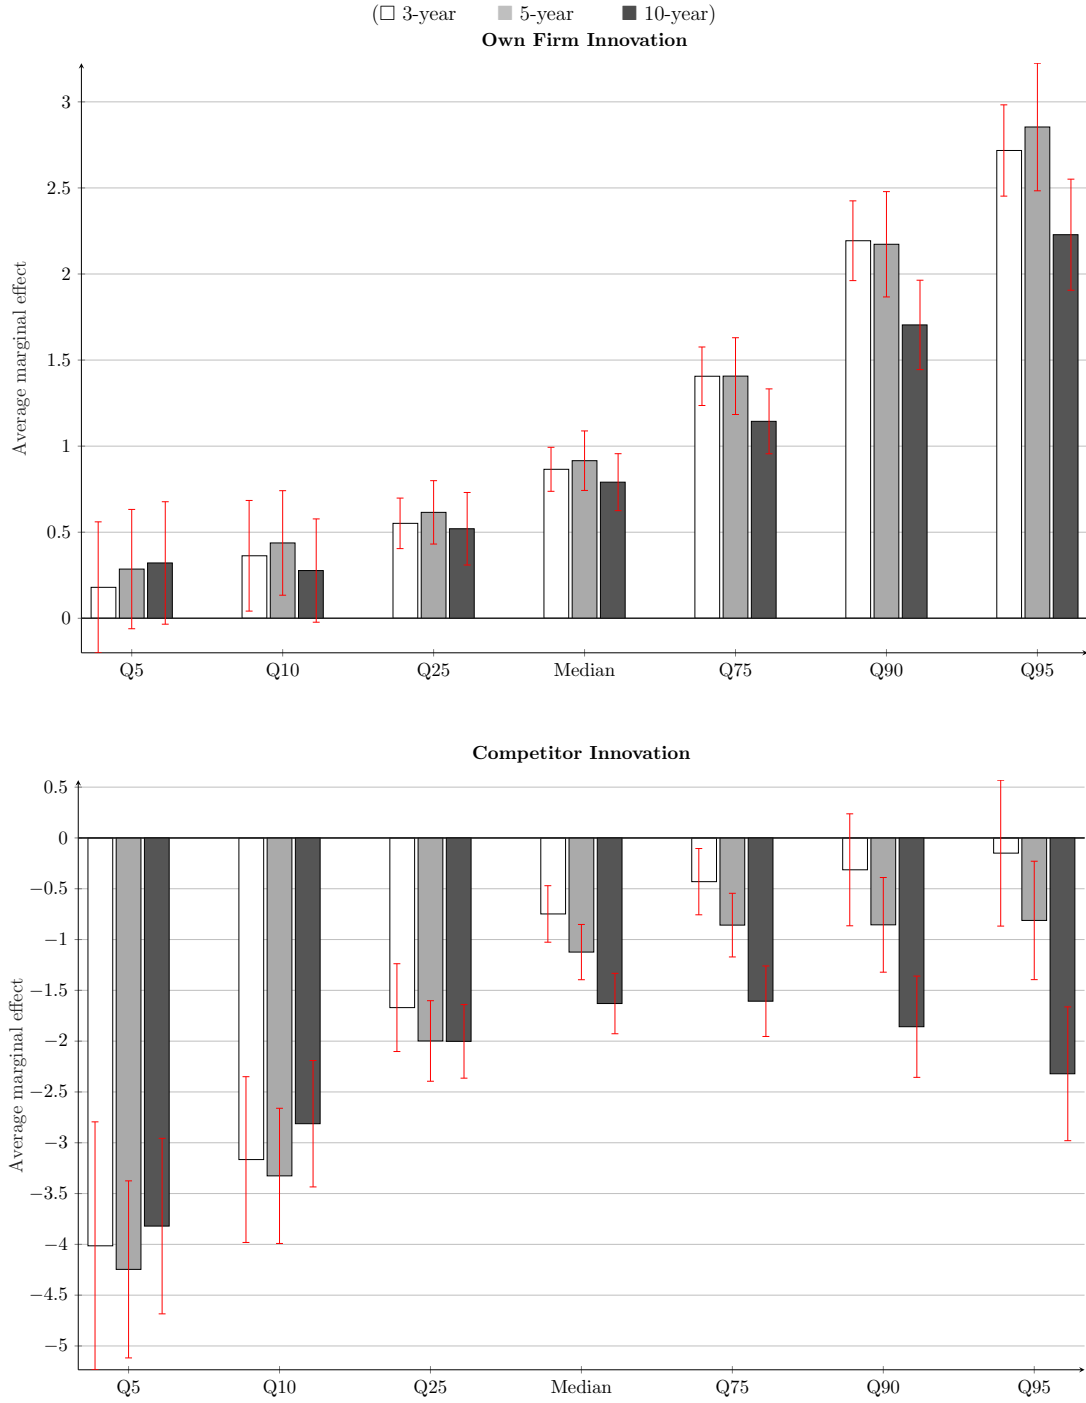 (□ 3-year ■ 5-year ■ 10-year)
Own Firm Innovation
3
2.5
2
1.5
1
0.5
0
Average marginal effect
Q5 Q10 Q25 Median Q75 Q90 Q95
Competitor Innovation
0.5
0
−0.5
−1
−1.5
−2
−2.5
−3
−3.5
−4
−4.5
−5
Average marginal effect
Q5 Q10 Q25 Median Q75 Q90 Q95